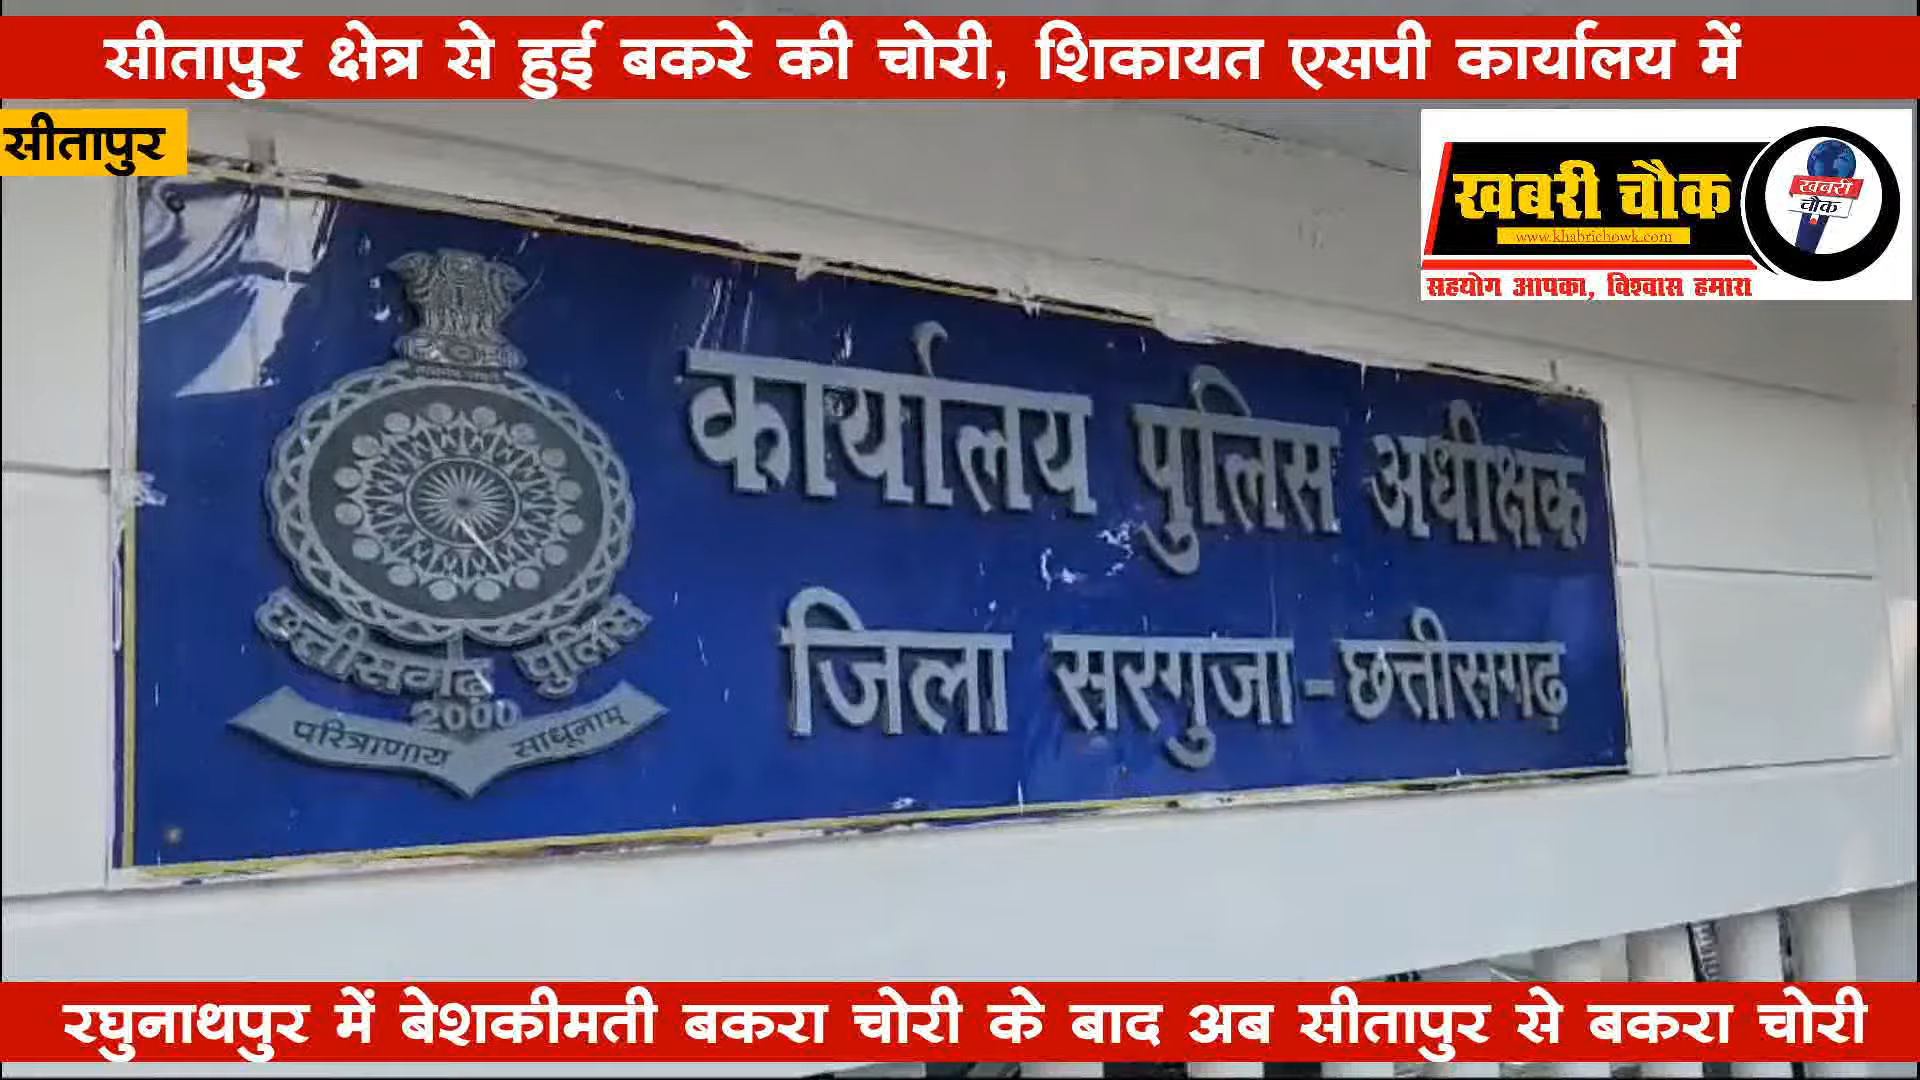 सीतापुर क्षेत्र से हुई बकरे की चोरी, शिकायत एसपी कार्यालय में
सीतापुर
खबरी चौक
www.khabrichowk.com
खबरी
चौक
सहयोग आपका, विश्वास हमारा
कार्यालय पुलिस अधीक्षक
जिला सरगुजा-छत्तीसगढ़
छत्तीसगढ़ पुलिस
2000
परित्राणाय साधूनाम्
रघुनाथपुर में बेशकीमती बकरा चोरी के बाद अब सीतापुर से बकरा चोरी